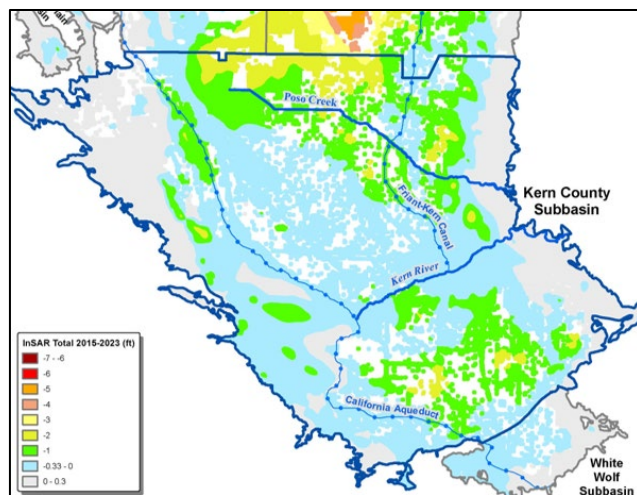 Poso Creek
Friant-Kern Canal
Kern County
Subbasin
Kern River
InSAR Total 2015-2023 (ft)
-7 - -6
-6
-5
-4
-3
-2
-1
-0.33 - 0
0 - 0.3
California Aqueduct
White
Wolf
Subbasin